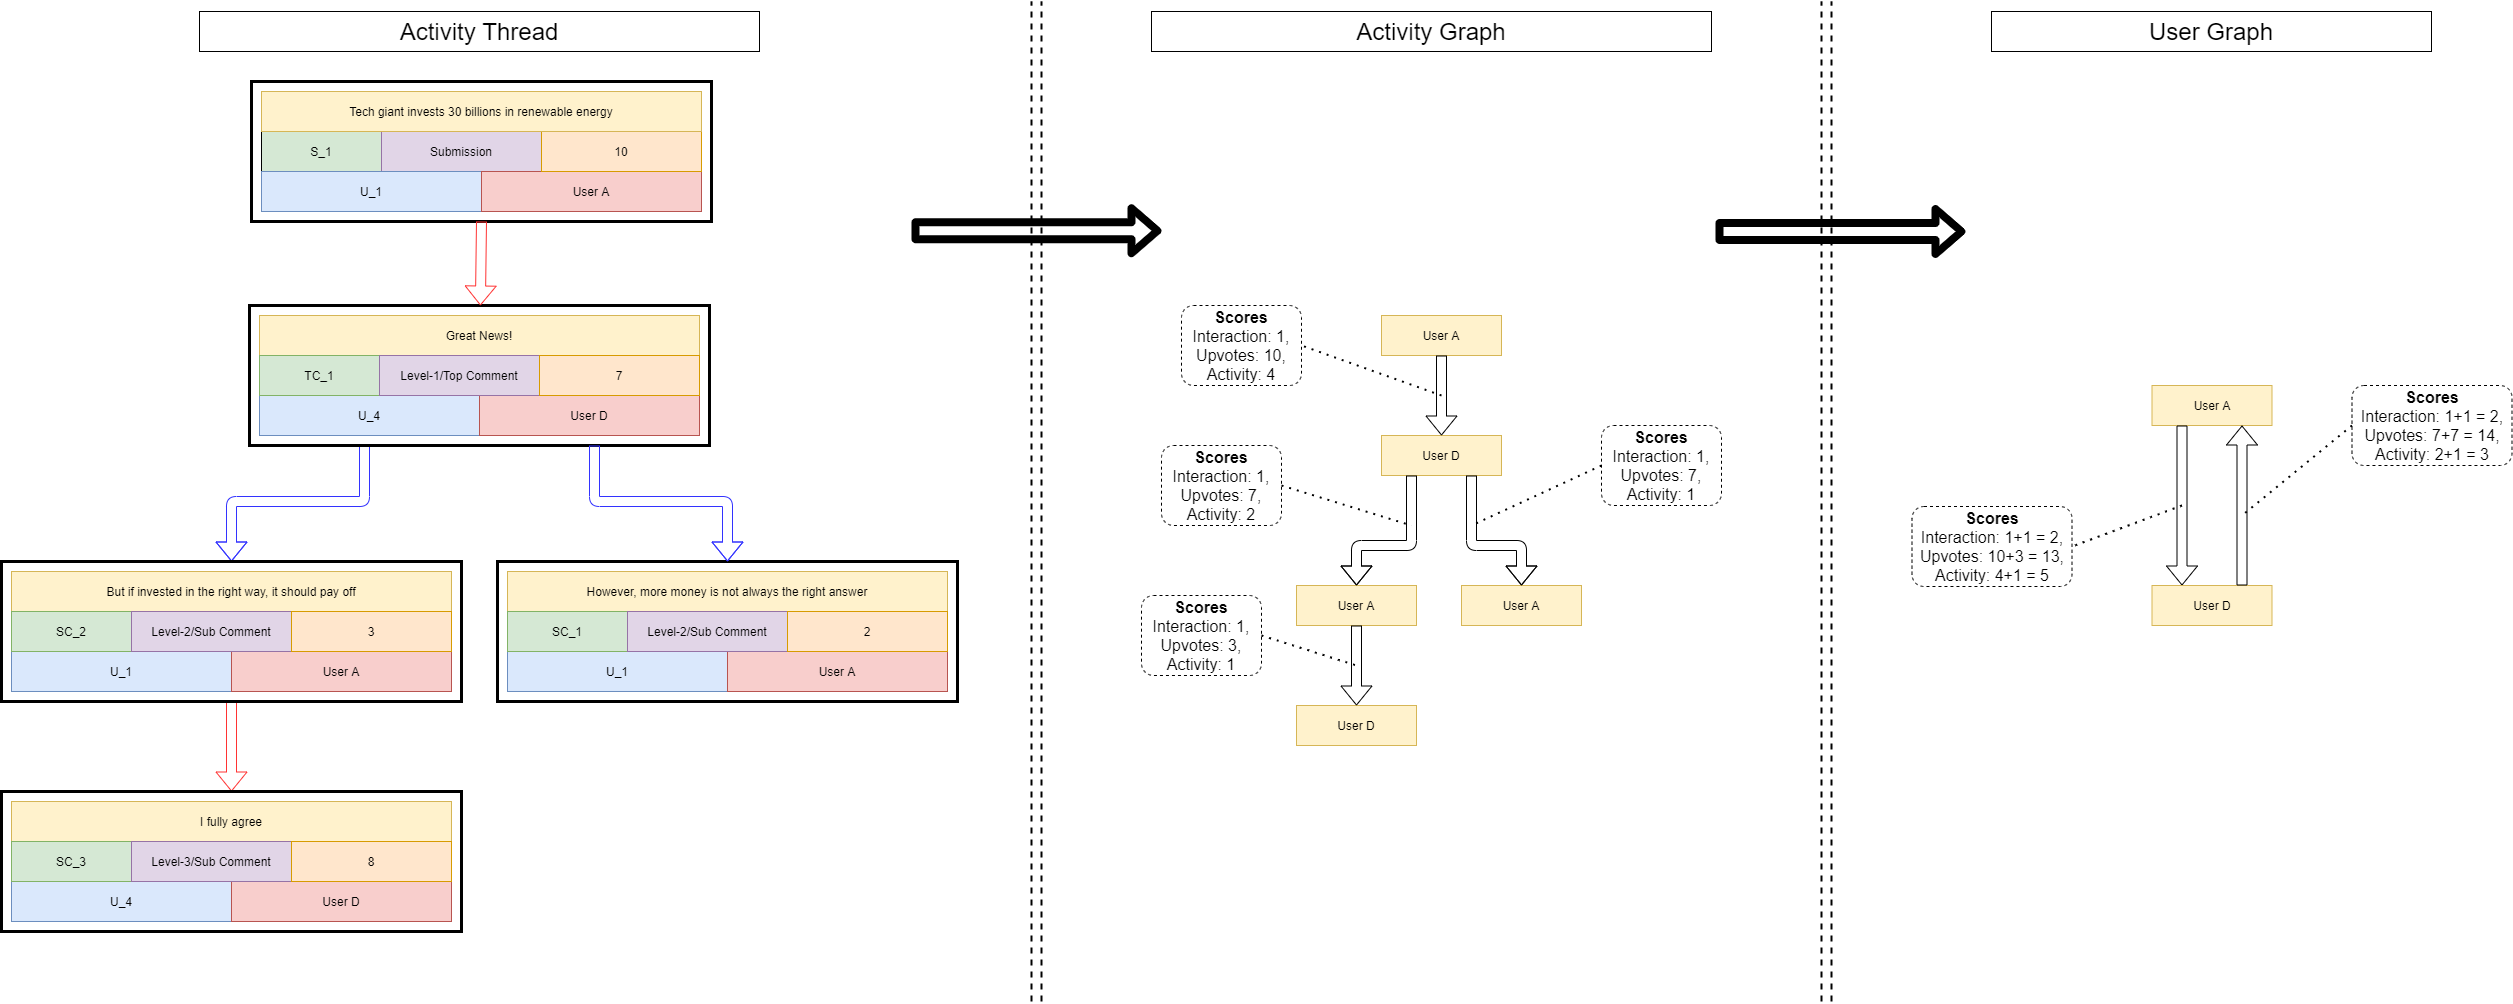 Activity Thread
Tech giant invests 30 billions in renewable energy
S_1
Submission
10
U_1
User A
Great News!
TC_1
Level-1/Top Comment
7
U_4
User D
But if invested in the right way, it should pay off
SC_2
Level-2/Sub Comment
3
U_1
User A
However, more money is not always the right answer
SC_1
Level-2/Sub Comment
2
U_1
User A
I fully agree
SC_3
Level-3/Sub Comment
8
U_4
User D
Activity Graph
Scores
Interaction: 1,
Upvotes: 10,
Activity: 4
User A
User D
Scores
Interaction: 1,
Upvotes: 7,
Activity: 2
Scores
Interaction: 1,
Upvotes: 7,
Activity: 1
User A
User A
Scores
Interaction: 1,
Upvotes: 3,
Activity: 1
User D
User Graph
User A
Scores
Interaction: 1+1 = 2,
Upvotes: 7+7 = 14,
Activity: 2+1 = 3
Scores
Interaction: 1+1 = 2,
Upvotes: 10+3 = 13,
Activity: 4+1 = 5
User D